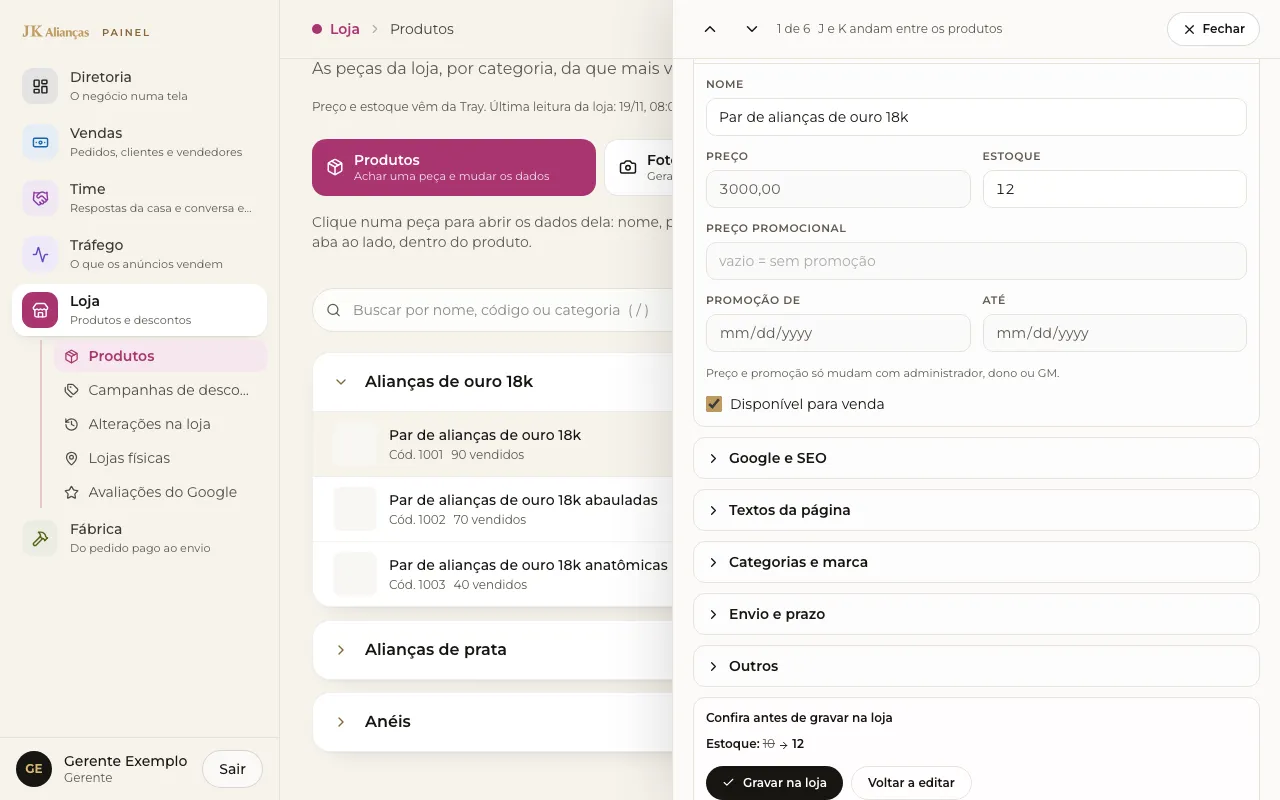 JK Alianças PAINEL
Diretoria
O negócio numa tela
Vendas
Pedidos, clientes e vendedores
Time
Respostas da casa e conversa e...
Tráfego
O que os anúncios vendem
Loja
Produtos e descontos
Produtos
Campanhas de desco...
Alterações na loja
Lojas físicas
Avaliações do Google
Fábrica
Do pedido pago ao envio
GE
Gerente Exemplo
Gerente
Sair
Loja > Produtos
As peças da loja, por categoria, da que mais v
Preço e estoque vêm da Tray. Última leitura da loja: 19/11, 08:0
Produtos
Achar uma peça e mudar os dados
Foto
Gera
Clique numa peça para abrir os dados dela: nome, p
aba ao lado, dentro do produto.
Buscar por nome, código ou categoria ( / )
Alianças de ouro 18k
Par de alianças de ouro 18k
Cód. 1001 90 vendidos
Par de alianças de ouro 18k abauladas
Cód. 1002 70 vendidos
Par de alianças de ouro 18k anatômicas
Cód. 1003 40 vendidos
Alianças de prata
Anéis
1 de 6 J e K andam entre os produtos
Fechar
NOME
Par de alianças de ouro 18k
PREÇO
3000,00
ESTOQUE
12
PREÇO PROMOCIONAL
vazio = sem promoção
PROMOÇÃO DE
mm/dd/yyyy
ATÉ
mm/dd/yyyy
Preço e promoção só mudam com administrador, dono ou GM.
Disponível para venda
Google e SEO
Textos da página
Categorias e marca
Envio e prazo
Outros
Confira antes de gravar na loja
Estoque: 10 → 12
Gravar na loja
Voltar a editar